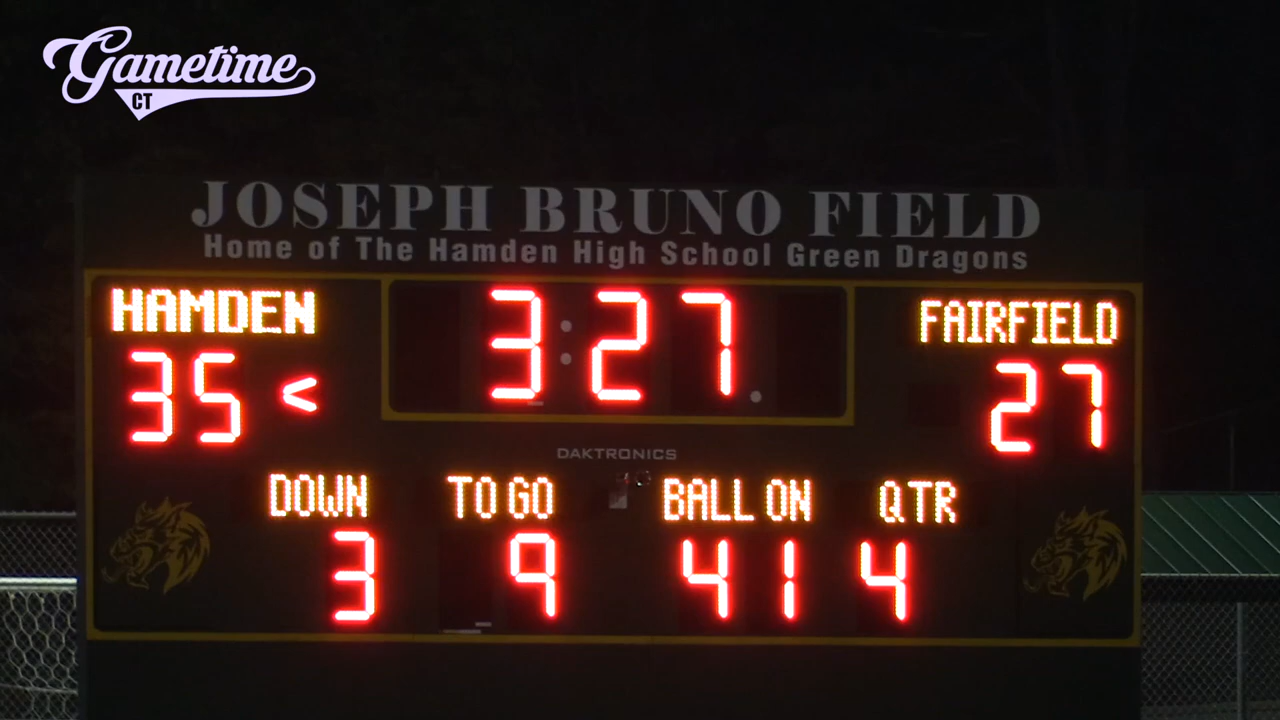 Gametime
CT
JOSEPH BRUNO FIELD
Home of The Hamden High School Green Dragons
HAMDEN
3:27
FAIRFIELD
35 <
27
DAKTRONICS
DOWN
TO GO
BALL ON
QTR
3
9
41
4